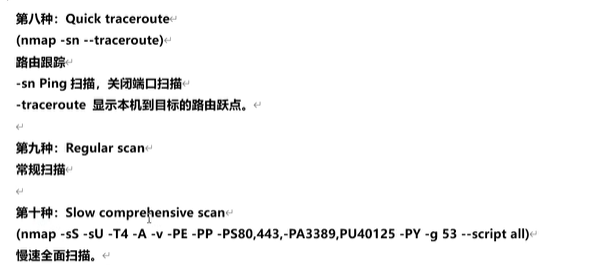 第八种：Quick traceroute
(nmap -sn --traceroute)
路由跟踪
-sn Ping 扫描，关闭端口扫描
-traceroute 显示本机到目标的路由跃点。
第九种：Regular scan
常规扫描
第十种：Slow comprehensive scan
(nmap -sS -sU -T4 -A -v -PE -PP -PS80,443,-PA3389,PU40125 -PY -g 53 --script all)
慢速全面扫描。